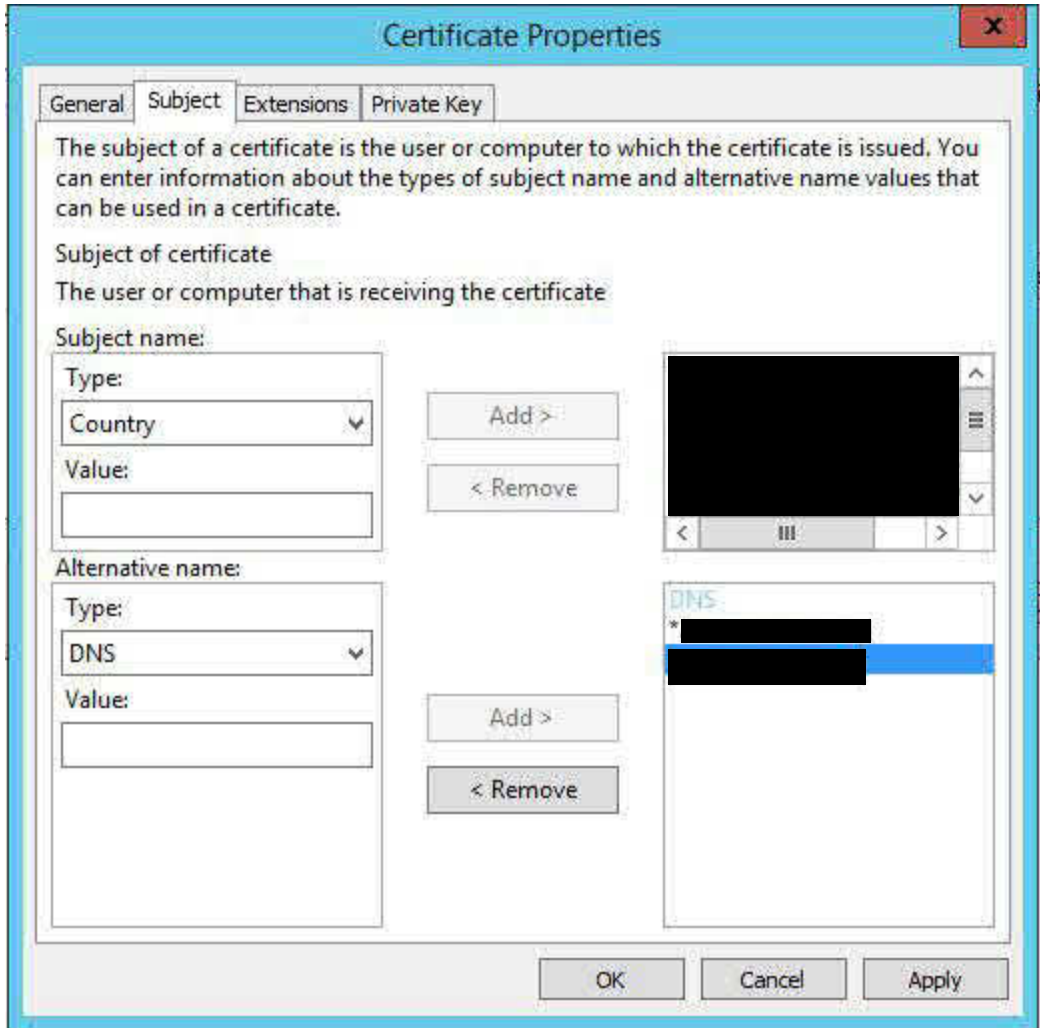 Certificate Properties
x
General Subject Extensions Private Key
The subject of a certificate is the user or computer to which the certificate is issued. You
can enter information about the types of subject name and alternative name values that
can be used in a certificate.
Subject of certificate
The user or computer that is receiving the certificate
Subject name:
Type:
Country
Value:
Add >
< Remove
Alternative name:
Type:
DNS
Value:
Add >
< Remove
DNS
*
OK Cancel Apply